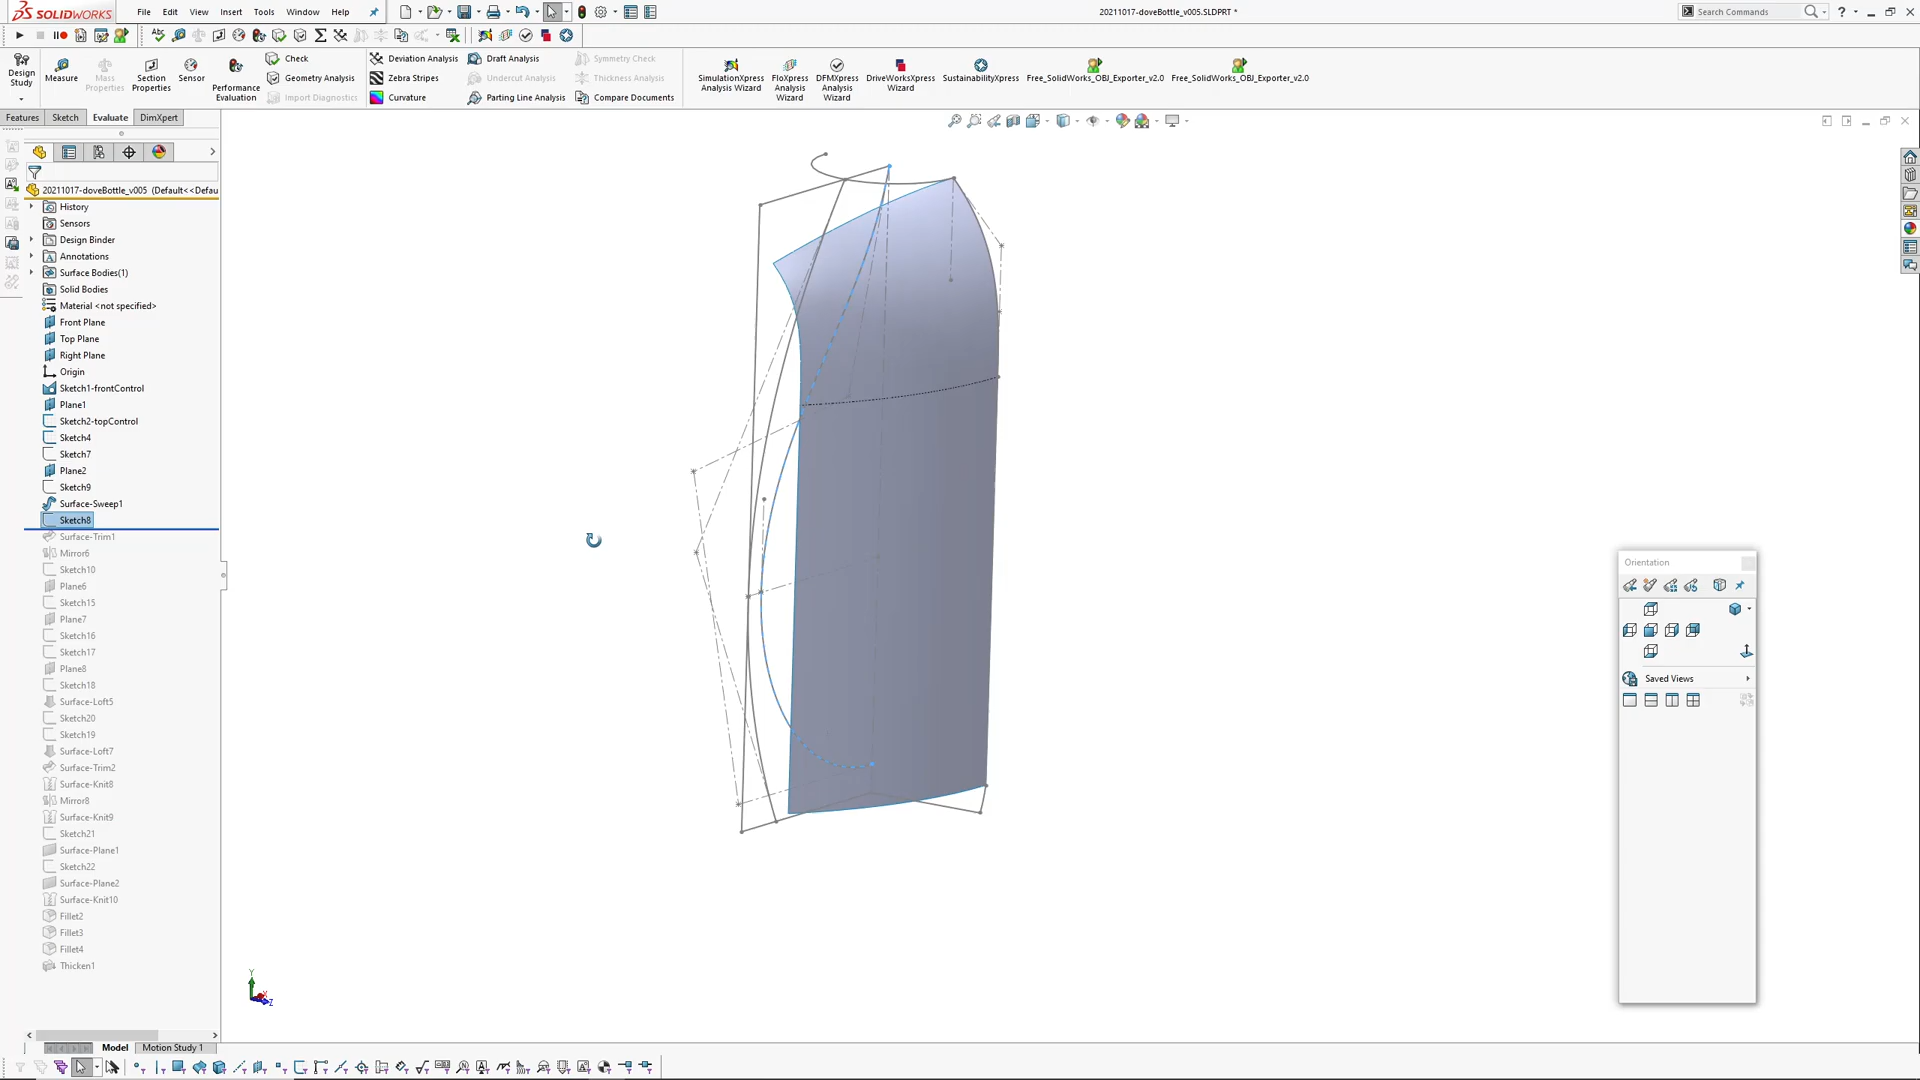 SOLIDWORKS File Edit View Insert Tools Window Help 20211017-doveBottle_v005.SLDPRT * Search Commands
Design Study
Measure
Mass Properties
Section Properties
Sensor
Performance Evaluation
Check
Geometry Analysis
Import Diagnostics
Deviation Analysis
Zebra Stripes
Curvature
Draft Analysis
Undercut Analysis
Parting Line Analysis
Symmetry Check
Thickness Analysis
Compare Documents
SimulationXpress Analysis Wizard
FloXpress Analysis Wizard
DFMXpress Analysis Wizard
DriveWorksXpress Wizard
SustainabilityXpress
Free_SolidWorks_OBJ_Exporter_v2.0
Free_SolidWorks_OBJ_Exporter_v2.0
Features Sketch Evaluate DimXpert
20211017-doveBottle_v005 (Default<<Defau
History
Sensors
Design Binder
Annotations
Surface Bodies(1)
Solid Bodies
Material <not specified>
Front Plane
Top Plane
Right Plane
Origin
Sketch1-frontControl
Plane1
Sketch2-topControl
Sketch4
Sketch7
Plane2
Sketch9
Surface-Sweep1
Sketch8
Surface-Trim1
Mirror6
Sketch10
Plane6
Sketch15
Plane7
Sketch16
Sketch17
Plane8
Sketch18
Surface-Loft5
Sketch20
Sketch19
Surface-Loft7
Surface-Trim2
Surface-Knit8
Mirror8
Surface-Knit9
Sketch21
Surface-Plane1
Sketch22
Surface-Plane2
Surface-Knit10
Fillet2
Fillet3
Fillet4
Thicken1
Orientation
Saved Views
Y
X
Z
Model Motion Study 1